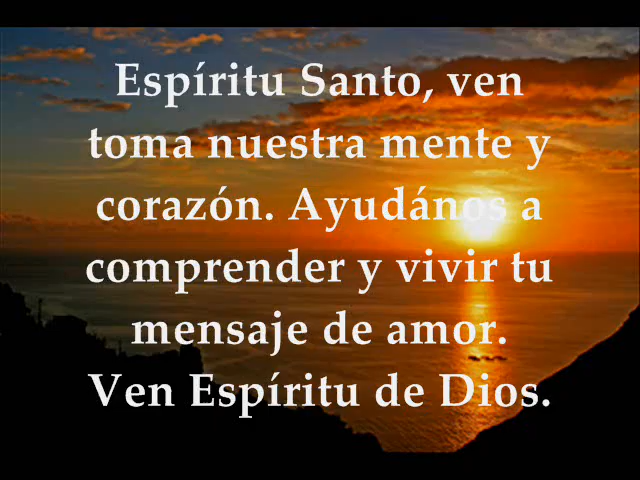 Espíritu Santo, ven
toma nuestra mente y
corazón. Ayudános a
comprender y vivir tu
mensaje de amor.
Ven Espíritu de Dios.